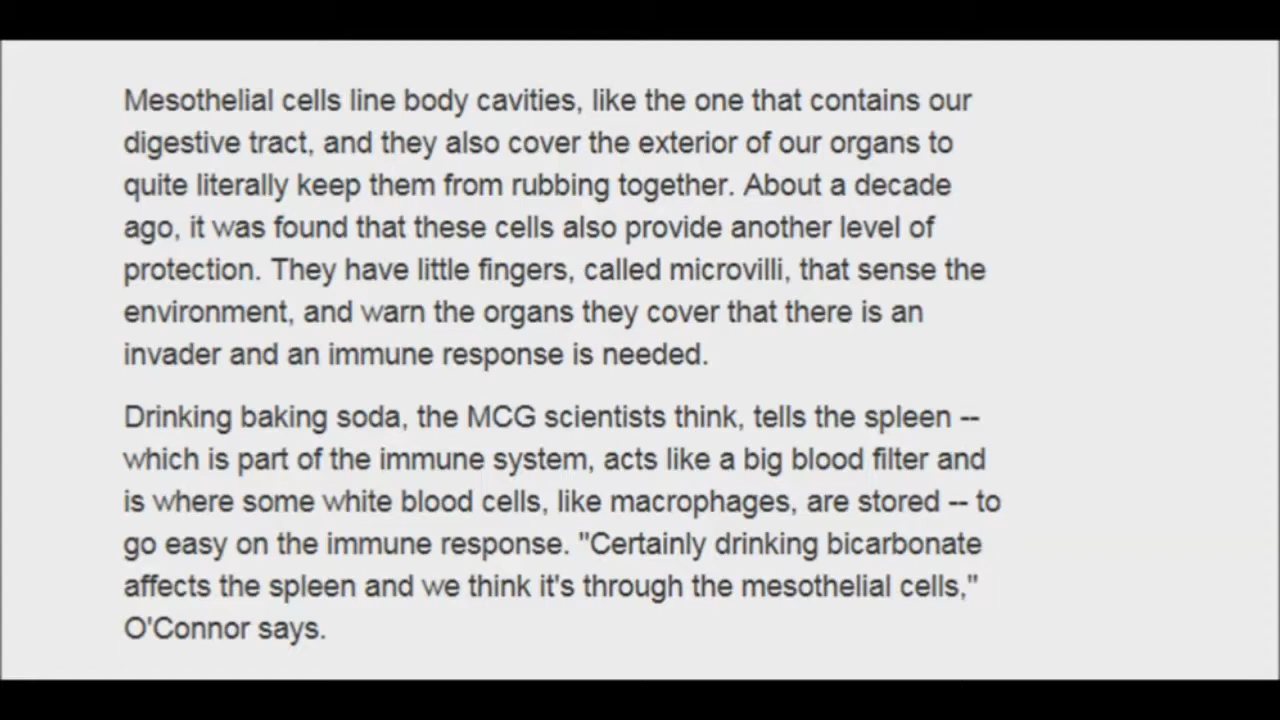 Mesothelial cells line body cavities, like the one that contains our
digestive tract, and they also cover the exterior of our organs to
quite literally keep them from rubbing together. About a decade
ago, it was found that these cells also provide another level of
protection. They have little fingers, called microvilli, that sense the
environment, and warn the organs they cover that there is an
invader and an immune response is needed.
Drinking baking soda, the MCG scientists think, tells the spleen --
which is part of the immune system, acts like a big blood filter and
is where some white blood cells, like macrophages, are stored -- to
go easy on the immune response. "Certainly drinking bicarbonate
affects the spleen and we think it's through the mesothelial cells,"
O'Connor says.